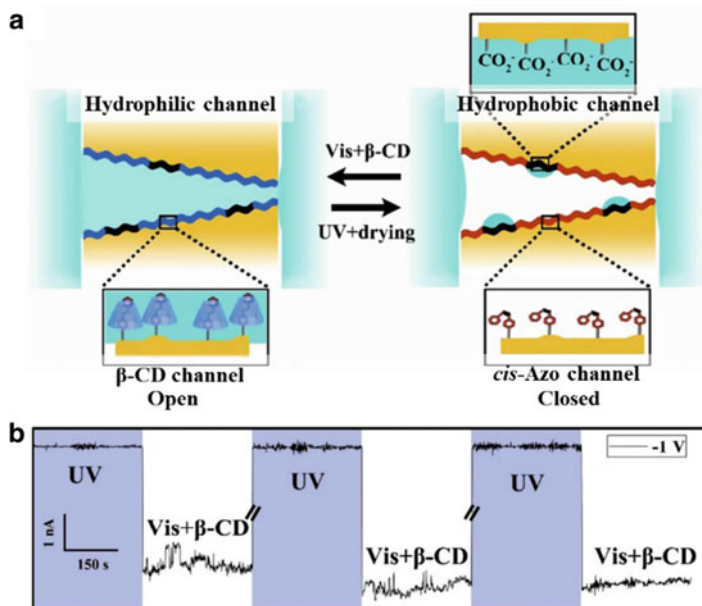 a
CO₂⁻ CO₂⁻ CO₂⁻ CO₂⁻
Hydrophilic channel
Hydrophobic channel
Vis+β-CD
UV+drying
β-CD channel
Open
cis-Azo channel
Closed
b
-1 V
UV
UV
UV
Vis+β-CD
Vis+β-CD
Vis+β-CD
1 nA
150 s